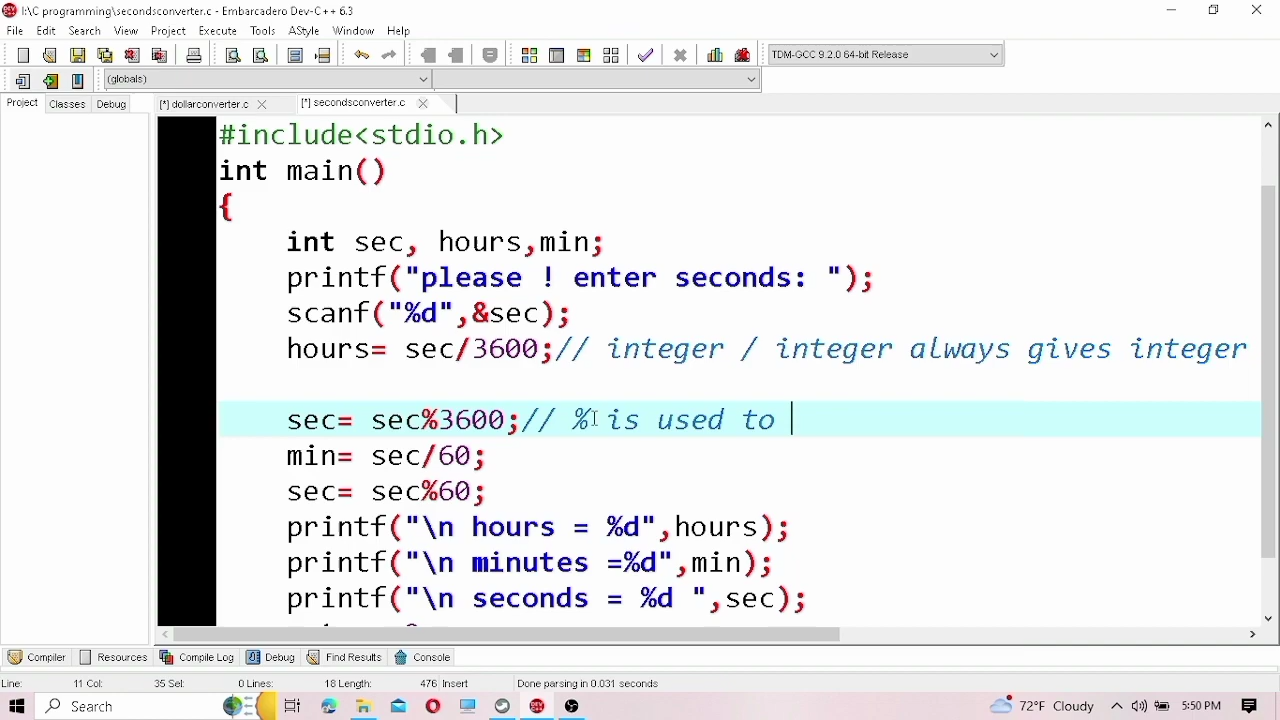 I:\C programming\secondsconverter.c - Embarcadero Dev-C++ 6.3
File Edit Search View Project Execute Tools AStyle Window Help
TDM-GCC 9.2.0 64-bit Release
(globals)
Project Classes Debug
[*] dollarconverter.c [*] secondsconverter.c
#include<stdio.h>
int main()
{
int sec, hours,min;
printf("please ! enter seconds: ");
scanf("%d",&sec);
hours= sec/3600;// integer / integer always gives integer
sec= sec%3600;// % is used to
min= sec/60;
sec= sec%60;
printf("\n hours = %d",hours);
printf("\n minutes =%d",min);
printf("\n seconds = %d ",sec);
Compiler Resources Compile Log Debug Find Results Console
Line: 11 Col: 35 Sel: 0 Lines: 18 Length: 476 Insert Done parsing in 0.031 seconds
Search 72°F Cloudy 5:50 PM